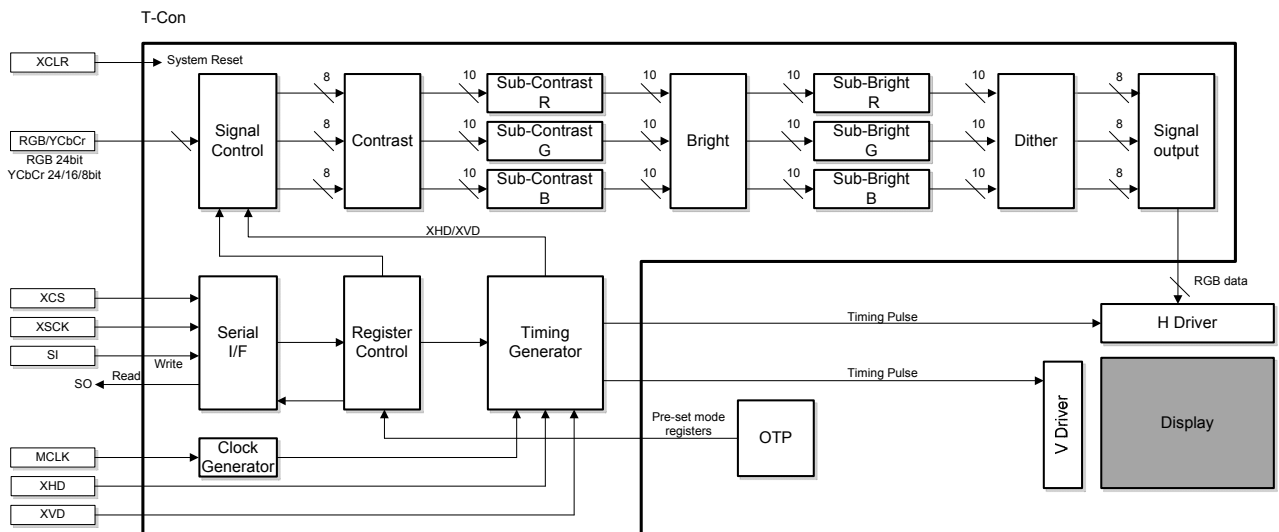 T-Con
XCLR
System Reset
RGB/YCbCr
RGB 24bit
YCbCr 24/16/8bit
Signal
Control
8
8
8
Contrast
10
10
10
Sub-Contrast
R
Sub-Contrast
G
Sub-Contrast
B
10
10
10
Bright
10
10
10
Sub-Bright
R
Sub-Bright
G
Sub-Bright
B
10
10
10
Dither
8
8
8
Signal
output
XHD/XVD
RGB data
XCS
XSCK
SI
SO
Read
Write
Serial
I/F
Register
Control
Timing
Generator
Timing Pulse
H Driver
Timing Pulse
V Driver
Display
Pre-set mode
registers
OTP
MCLK
Clock
Generator
XHD
XVD